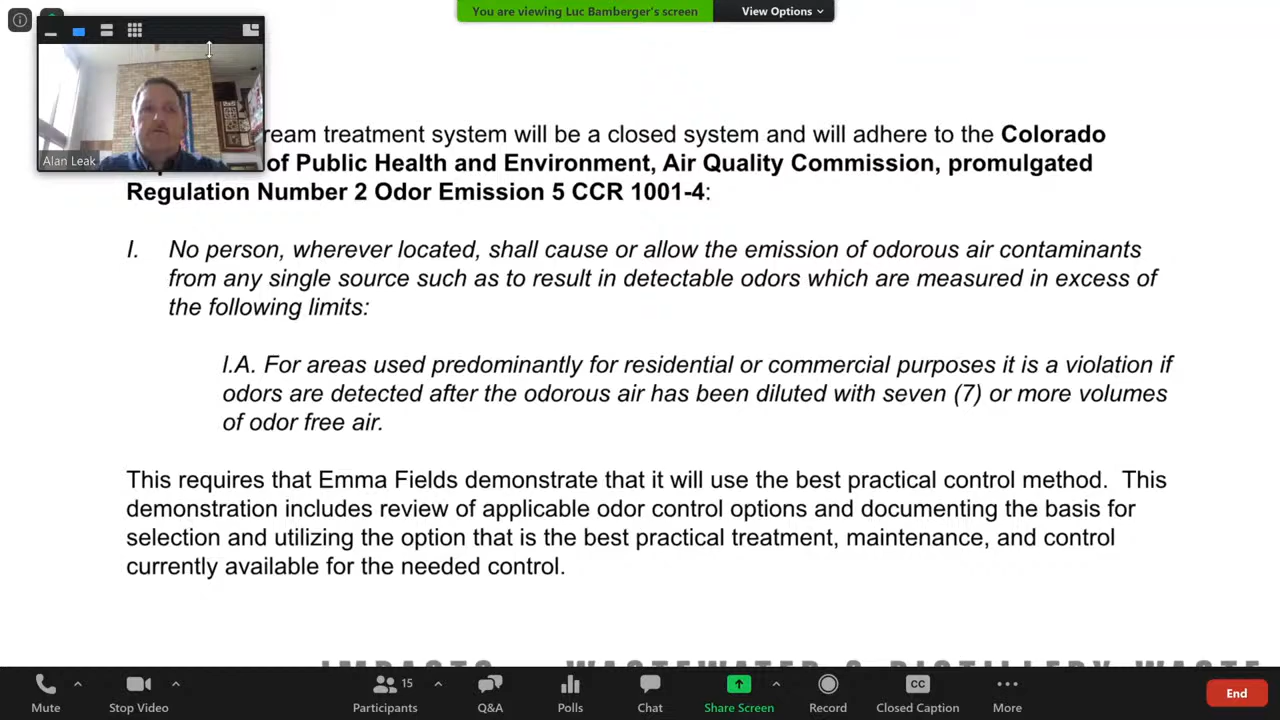 You are viewing Luc Bamberger's screen
View Options
Alan Leak
ream treatment system will be a closed system and will adhere to the Colorado
of Public Health and Environment, Air Quality Commission, promulgated
Regulation Number 2 Odor Emission 5 CCR 1001-4:
I. No person, wherever located, shall cause or allow the emission of odorous air contaminants
from any single source such as to result in detectable odors which are measured in excess of
the following limits:
I.A. For areas used predominantly for residential or commercial purposes it is a violation if
odors are detected after the odorous air has been diluted with seven (7) or more volumes
of odor free air.
This requires that Emma Fields demonstrate that it will use the best practical control method. This
demonstration includes review of applicable odor control options and documenting the basis for
selection and utilizing the option that is the best practical treatment, maintenance, and control
currently available for the needed control.
IMPACTS – WASTEWATER & DISTILLERY WASTE
15
CC
Mute
Stop Video
Participants
Q&A
Polls
Chat
Share Screen
Record
Closed Caption
More
End